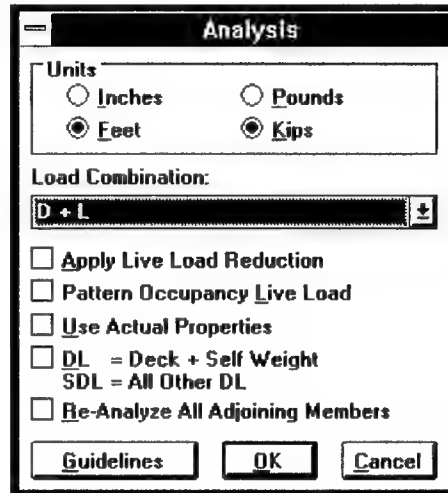 Analysis
Units
Inches Pounds
Feet Kips
Load Combination:
D + L
Apply Live Load Reduction
Pattern Occupancy Live Load
Use Actual Properties
DL = Deck + Self Weight
SDL = All Other DL
Re-Analyze All Adjoining Members
Guidelines OK Cancel